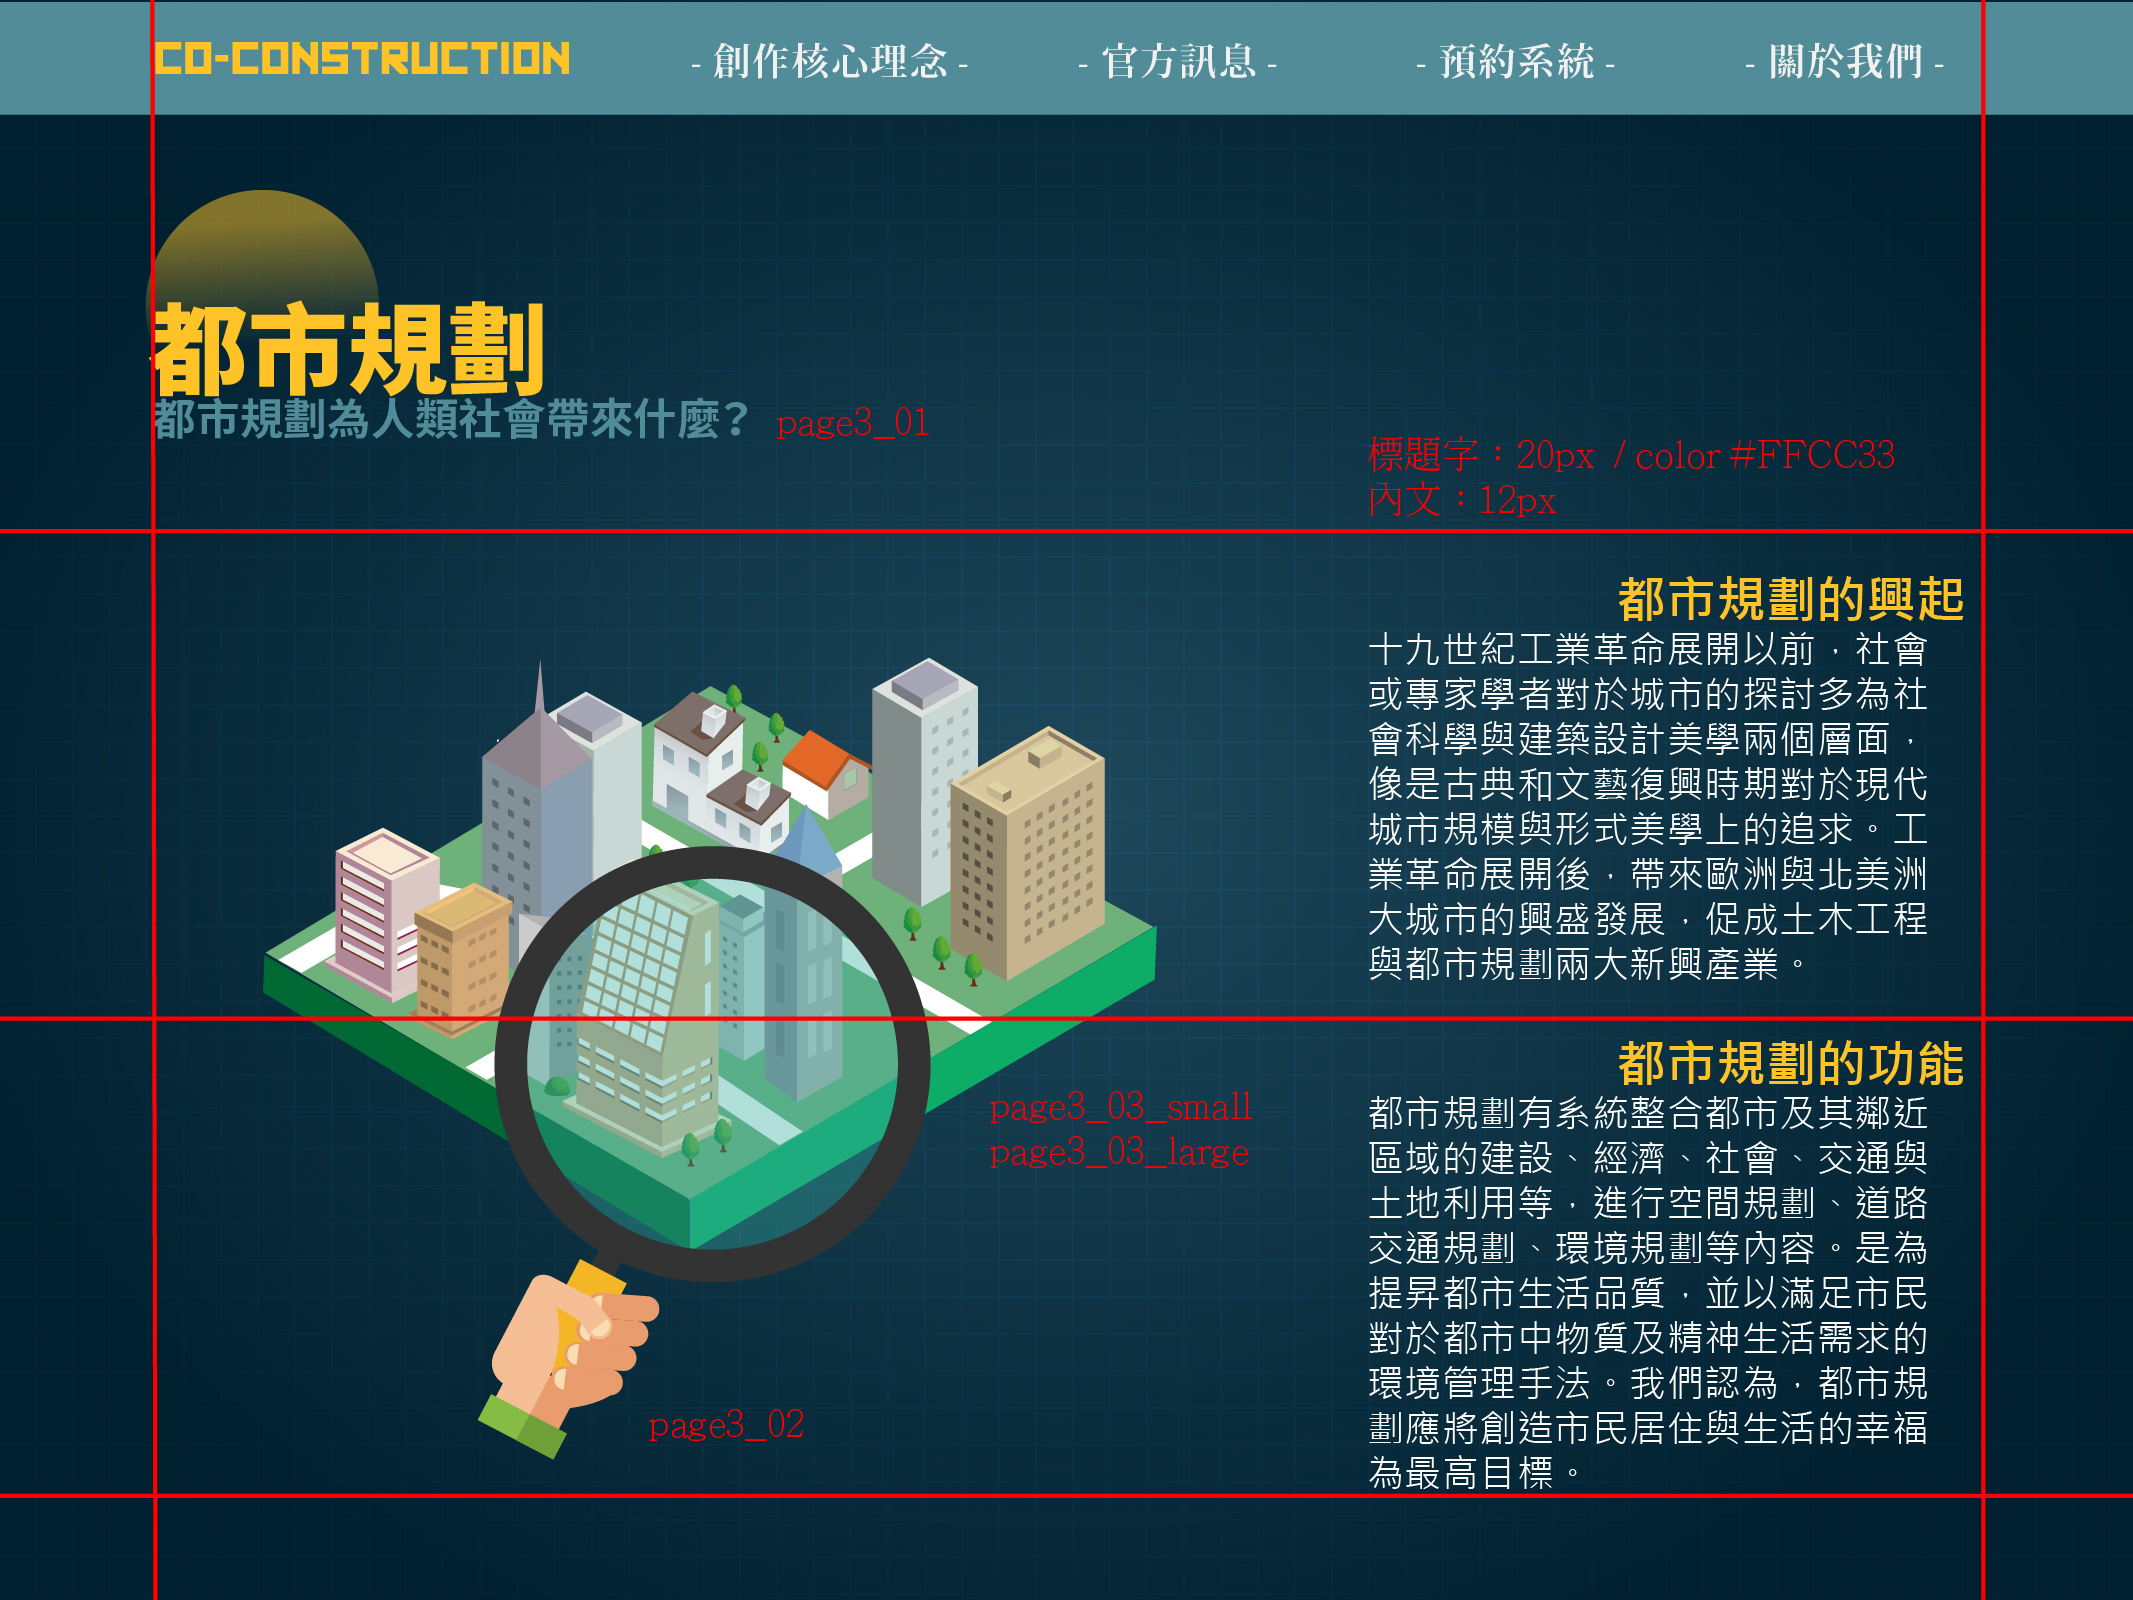 CO-CONSTRUCTION
- 創作核心理念 -
- 官方訊息 -
- 預約系統 -
- 關於我們 -
都市規劃
都市規劃為人類社會帶來什麼?
page3_01
標題字：20px / color #FFCC33
內文：12px
都市規劃的興起
十九世紀工業革命展開以前，社會
或專家學者對於城市的探討多為社
會科學與建築設計美學兩個層面，
像是古典和文藝復興時期對於現代
城市規模與形式美學上的追求。工
業革命展開後，帶來歐洲與北美洲
大城市的興盛發展，促成土木工程
與都市規劃兩大新興產業。
都市規劃的功能
都市規劃有系統整合都市及其鄰近
區域的建設、經濟、社會、交通與
土地利用等，進行空間規劃、道路
交通規劃、環境規劃等內容。是為
提昇都市生活品質，並以滿足市民
對於都市中物質及精神生活需求的
環境管理手法。我們認為，都市規
劃應將創造市民居住與生活的幸福
為最高目標。
page3_03_small
page3_03_large
page3_02